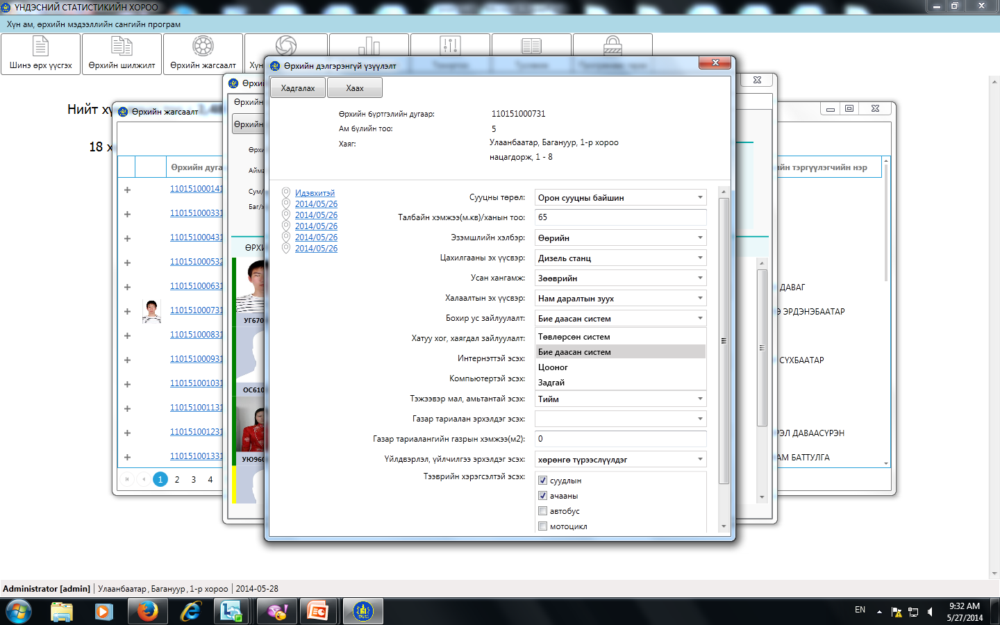 ҮНДЭСНИЙ СТАТИСТИКИЙН ХОРОО
Хүн ам, өрхийн мэдээллийн сангийн програм
Шинэ өрх үүсгэх
Өрхийн шилжилт
Өрхийн жагсаалт
Нийт
18
Өрхийн жагсаалт
Өрхийн
110151000141
110151000331
110151000431
110151000532
110151000631
110151000731
110151000831
110151000931
110151001031
110151001131
110151001231
110151001331
1 2 3 4
УГ670
ОС610
УЮ960
Өрхийн дэлгэрэнгүй үзүүлэлт
Хадгалах
Хаах
Өрхийн бүртгэлийн дугаар: 110151000731
Ам бүлийн тоо: 5
Хаяг: Улаанбаатар, Багануур, 1-р хороо
нацагдорж, 1 - 8
Идэвхитэй
2014/05/26
2014/05/26
2014/05/26
2014/05/26
2014/05/26
Сууцны төрөл: Орон сууцны байшин
Талбайн хэмжээ(м.кв)/ханын тоо: 65
Эзэмшлийн хэлбэр: Өөрийн
Цахилгааны эх үүсвэр: Дизель станц
Усан хангамж: Зөөврийн
Халаалтын эх үүсвэр: Нам даралтын зуух
Бохир ус зайлуулалт: Бие даасан систем
Хатуу хог, хаягдал зайлуулалт: Төвлөрсөн систем
Бие даасан систем
Интернэттэй эсэх: Цооног
Компьютертэй эсэх: Задгай
Тэжээвэр мал, амьтантай эсэх: Тийм
Газар тариалан эрхэлдэг эсэх:
Газар тариалангийн газрын хэмжээ(м2): 0
Үйлдвэрлэл, үйлчилгээ эрхэлдэг эсэх: хөрөнгө түрээслүүлдэг
Тээврийн хэрэгсэлтэй эсэх: суудлын
ачааны
автобус
мотоцикл
тэргүүлэгчийн нэр
ДАВАГ
ЭРДЭНЭБААТАР
СҮХБААТАР
ДАВААСҮРЭН
БАТТУЛГА
Administrator [admin] Улаанбаатар, Багануур, 1-р хороо 2014-05-28
EN
9:32 AM
5/27/2014